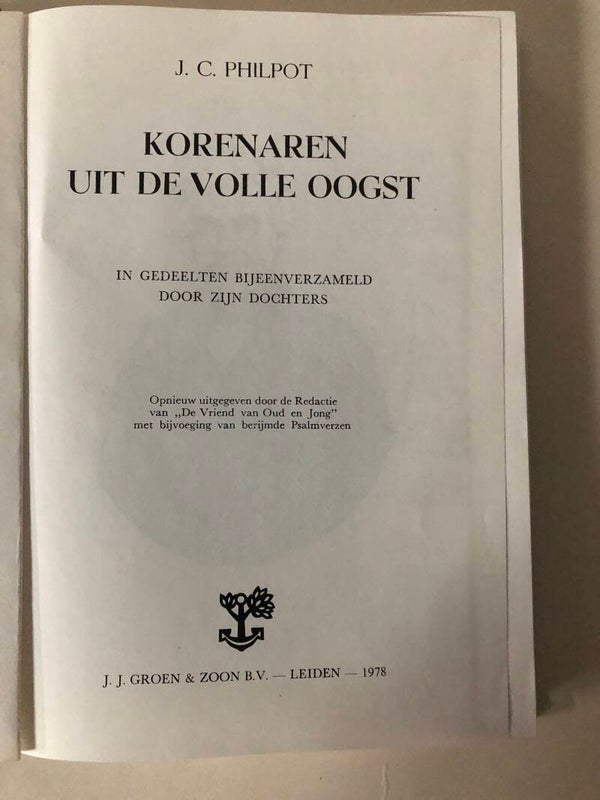 J. C. PHILPOT
KORENAREN
UIT DE VOLLE OOGST
IN GEDEELTEN BIJEENVERZAMELD
DOOR ZIJN DOCHTERS
Opnieuw uitgegeven door de Redactie
van „De Vriend van Oud en Jong”
met bijvoeging van berijmde Psalmverzen
J. J. GROEN & ZOON B.V. — LEIDEN — 1978